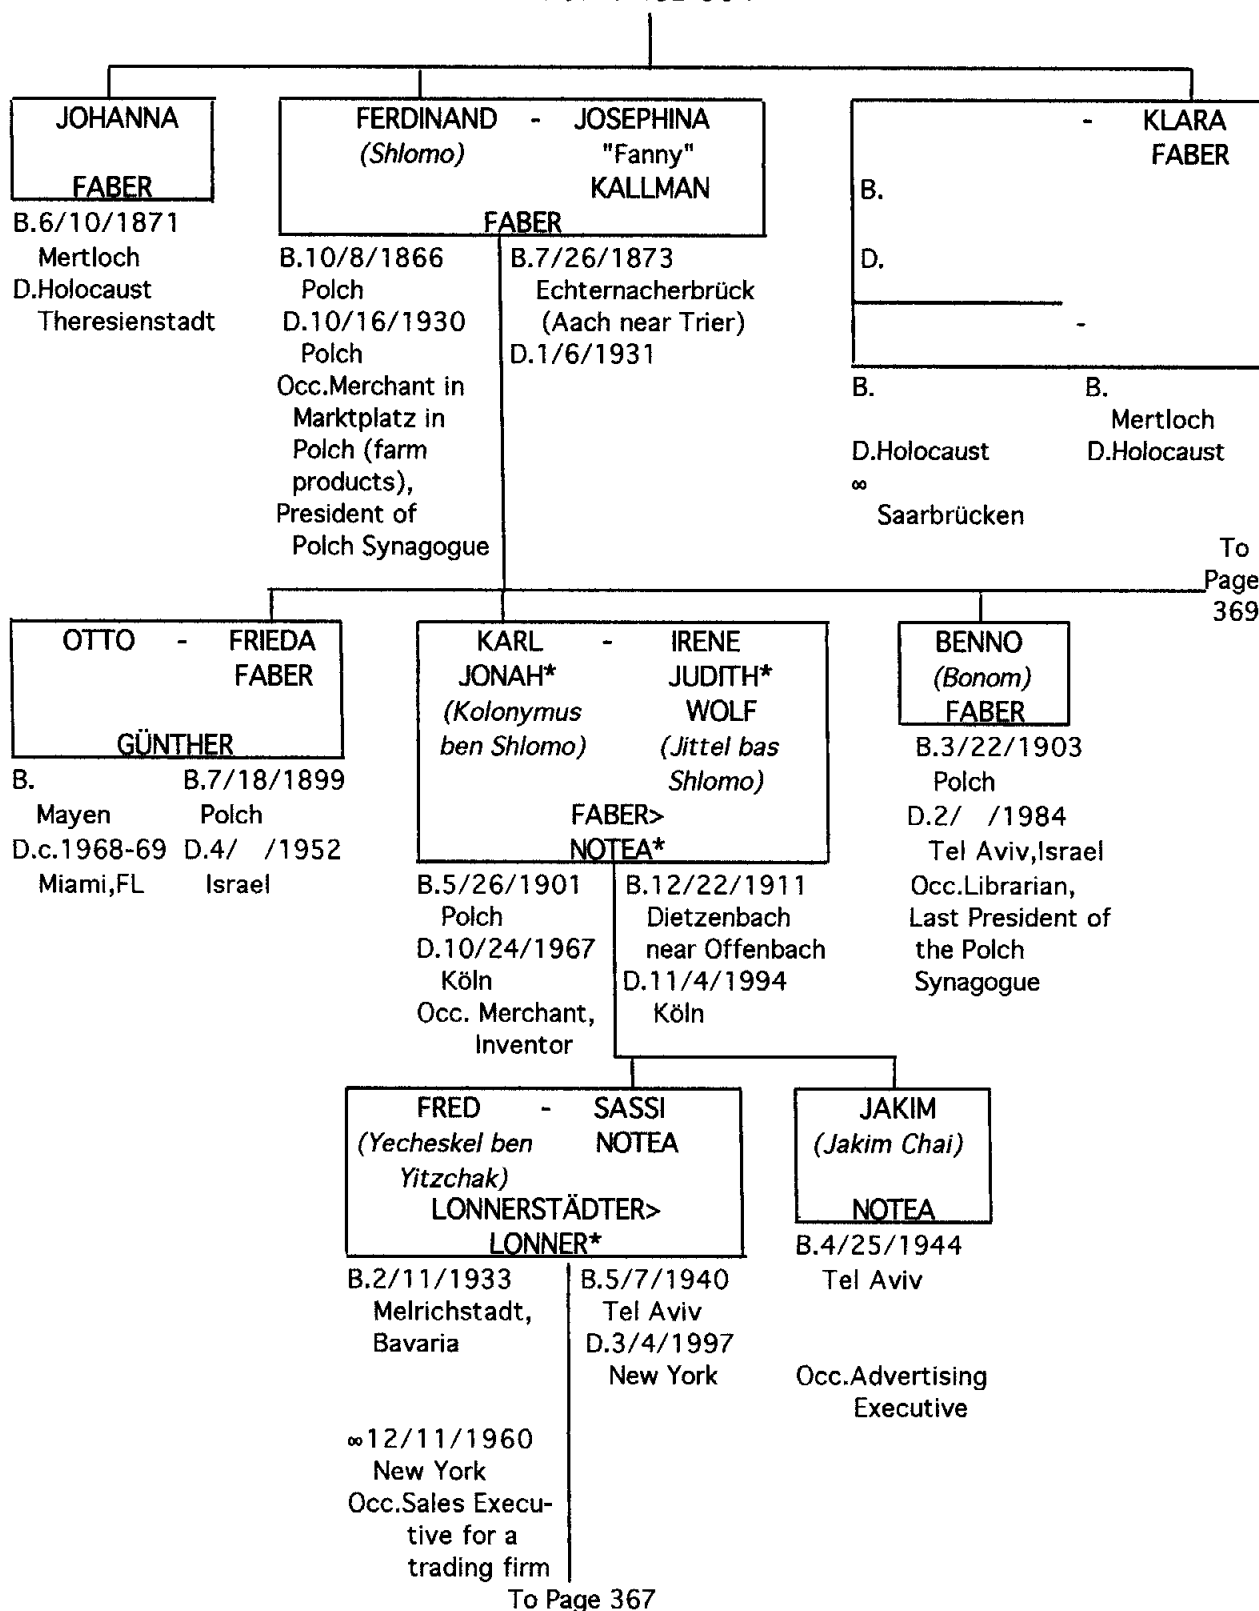 JOHANNA
FABER
B.6/10/1871
Mertloch
D.Holocaust
Theresienstadt
FERDINAND - JOSEPHINA
(Shlomo) "Fanny"
KALLMAN
FABER
B.10/8/1866
Polch
D.10/16/1930
Polch
Occ.Merchant in
Marktplatz in
Polch (farm
products),
President of
Polch Synagogue
B.7/26/1873
Echternacherbrück
(Aach near Trier)
D.1/6/1931
- KLARA
FABER
B.
D.
-
B.
D.Holocaust
∞
Saarbrücken
B.
Mertloch
D.Holocaust
To
Page
369
OTTO - FRIEDA
FABER
GÜNTHER
B.
Mayen
D.c.1968-69
Miami,FL
B.7/18/1899
Polch
D.4/ /1952
Israel
KARL - IRENE
JONAH* JUDITH*
(Kolonymus WOLF
ben Shlomo) (Jittel bas
Shlomo)
FABER>
NOTEA*
B.5/26/1901
Polch
D.10/24/1967
Köln
Occ. Merchant,
Inventor
B.12/22/1911
Dietzenbach
near Offenbach
D.11/4/1994
Köln
BENNO
(Bonom)
FABER
B.3/22/1903
Polch
D.2/ /1984
Tel Aviv,Israel
Occ.Librarian,
Last President of
the Polch
Synagogue
FRED - SASSI
(Yecheskel ben NOTEA
Yitzchak)
LONNERSTÄDTER>
LONNER*
B.2/11/1933
Melrichstadt,
Bavaria
∞12/11/1960
New York
Occ.Sales Execu-
tive for a
trading firm
B.5/7/1940
Tel Aviv
D.3/4/1997
New York
To Page 367
JAKIM
(Jakim Chai)
NOTEA
B.4/25/1944
Tel Aviv
Occ.Advertising
Executive